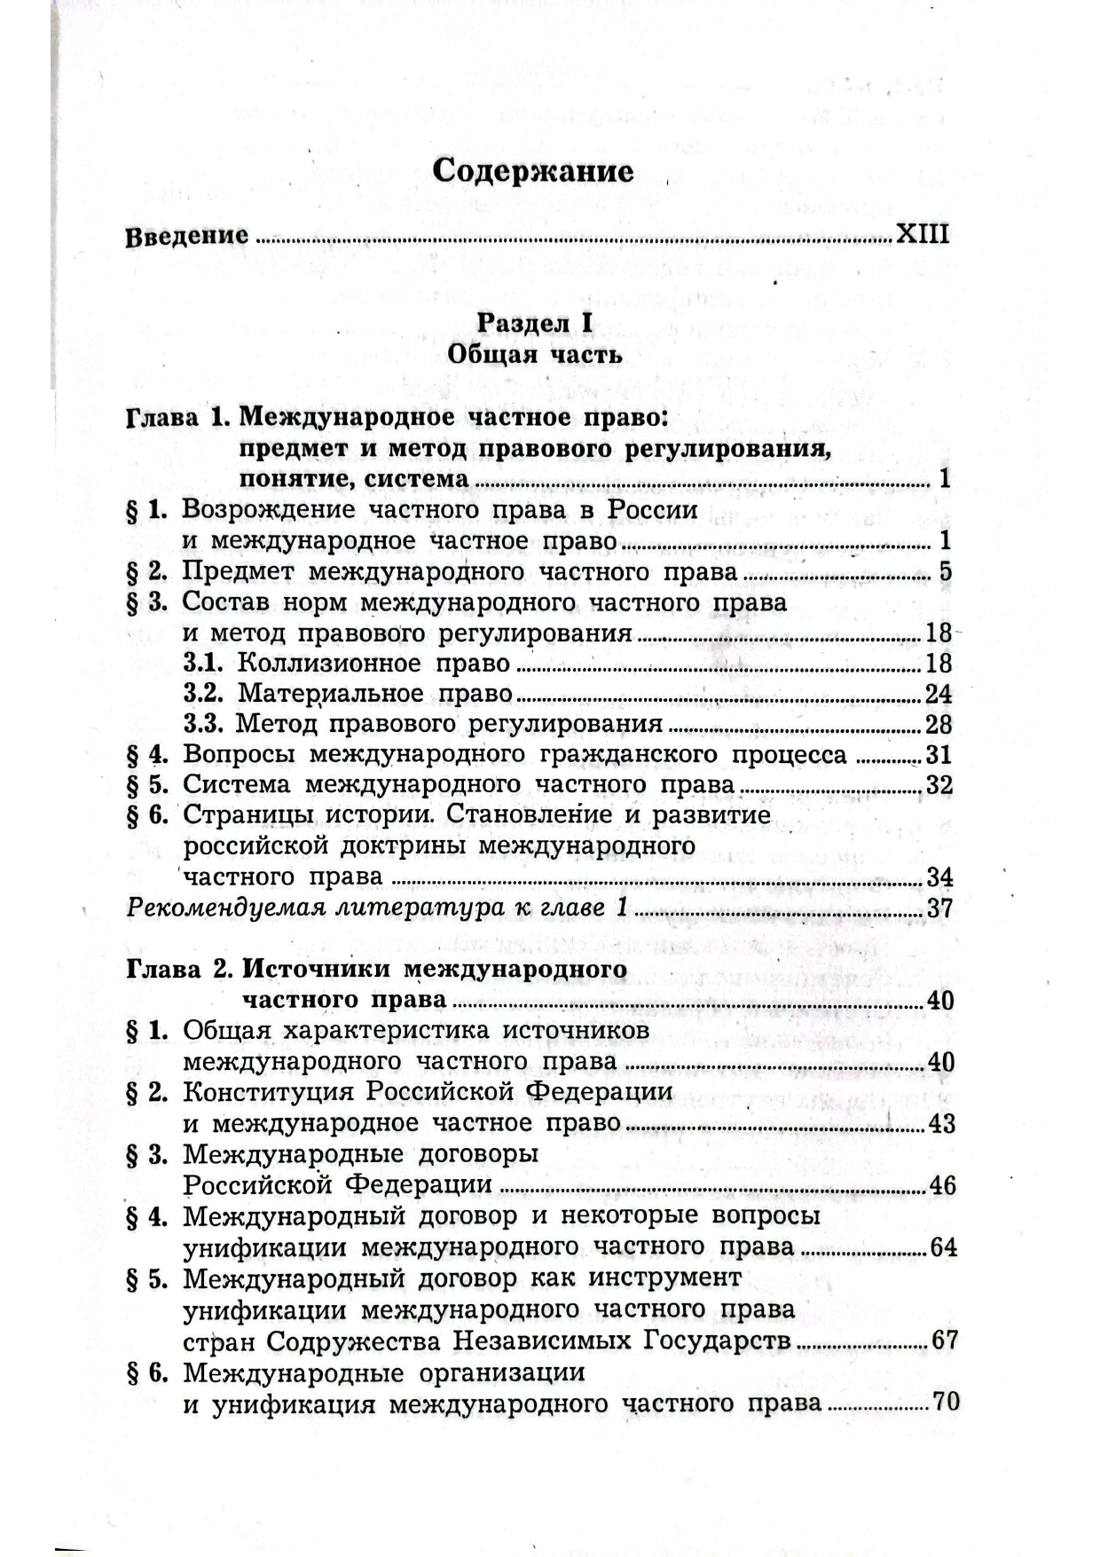 Содержание
Введение ..... XIII
Раздел I
Общая часть
Глава 1. Международное частное право:
предмет и метод правового регулирования,
понятие, система ..... 1
§ 1. Возрождение частного права в России
и международное частное право ..... 1
§ 2. Предмет международного частного права ..... 5
§ 3. Состав норм международного частного права
и метод правового регулирования ..... 18
3.1. Коллизионное право ..... 18
3.2. Материальное право ..... 24
3.3. Метод правового регулирования ..... 28
§ 4. Вопросы международного гражданского процесса ..... 31
§ 5. Система международного частного права ..... 32
§ 6. Страницы истории. Становление и развитие
российской доктрины международного
частного права ..... 34
Рекомендуемая литература к главе 1 ..... 37
Глава 2. Источники международного
частного права ..... 40
§ 1. Общая характеристика источников
международного частного права ..... 40
§ 2. Конституция Российской Федерации
и международное частное право ..... 43
§ 3. Международные договоры
Российской Федерации ..... 46
§ 4. Международный договор и некоторые вопросы
унификации международного частного права ..... 64
§ 5. Международный договор как инструмент
унификации международного частного права
стран Содружества Независимых Государств ..... 67
§ 6. Международные организации
и унификация международного частного права ..... 70